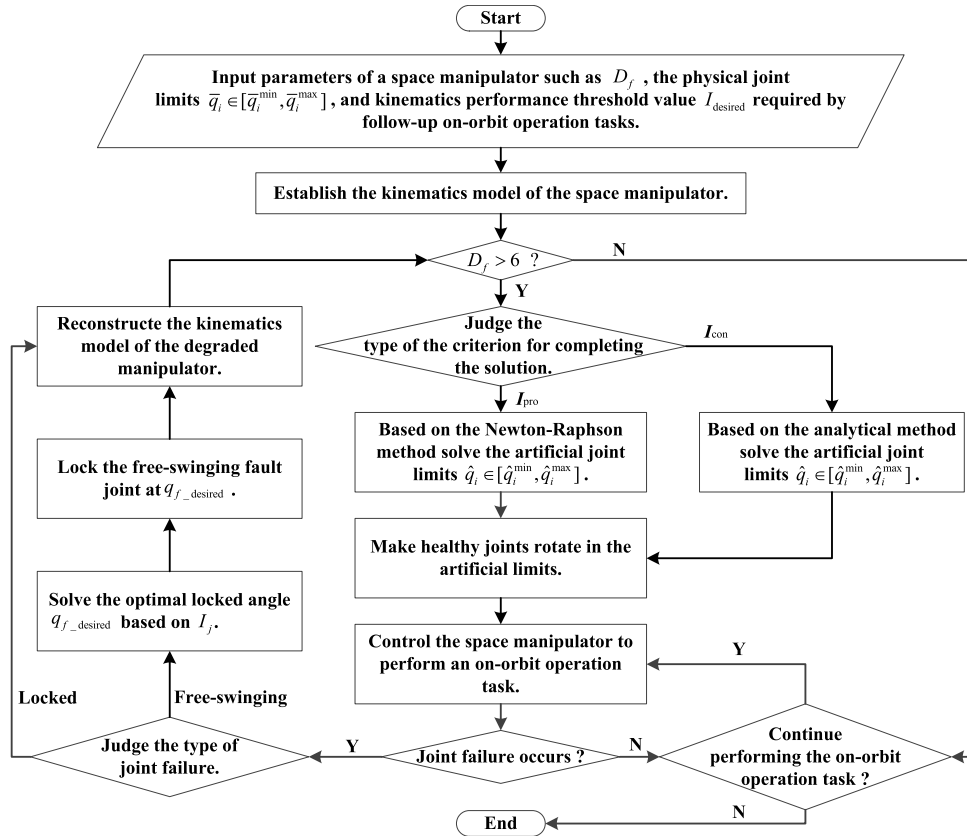 Start
Input parameters of a space manipulator such as D_f , the physical joint
limits q̅_i ∈[q̅_i^min , q̅_i^max ] , and kinematics performance threshold value I_desired required by
follow-up on-orbit operation tasks.
Establish the kinematics model of the space manipulator.
D_f > 6 ?
N
Y
Reconstructe the kinematics
model of the degraded
manipulator.
Judge the
type of the criterion for completing
the solution.
I_con
I_pro
Based on the Newton-Raphson
method solve the artificial joint
limits q̂_i ∈[q̂_i^min , q̂_i^max ] .
Based on the analytical method
solve the artificial joint
limits q̂_i ∈[q̂_i^min , q̂_i^max ] .
Lock the free-swinging fault
joint at q_f_desired .
Make healthy joints rotate in the
artificial limits.
Solve the optimal locked angle
q_f_desired based on I_j .
Control the space manipulator to
perform an on-orbit operation
task.
Y
Locked
Free-swinging
Judge the type of
joint failure.
Y
Joint failure occurs ?
N
Continue
performing the on-orbit
operation task ?
N
End